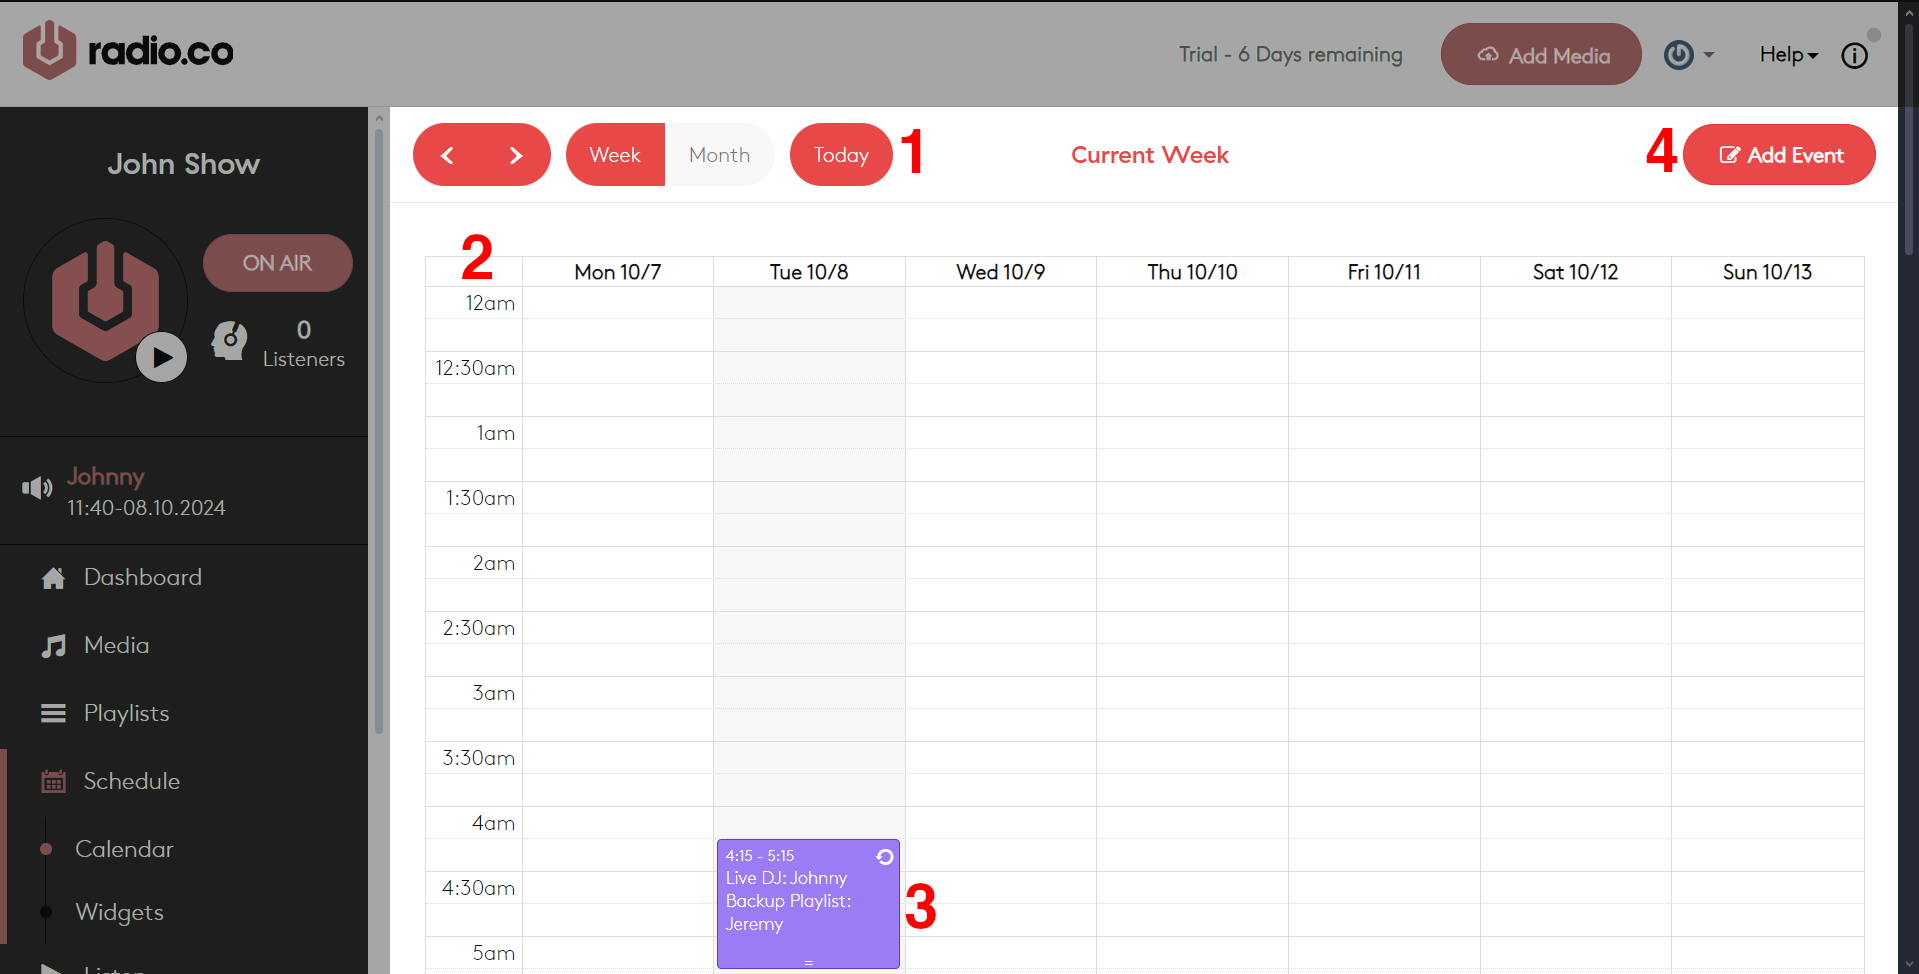 radio.co
Trial - 6 Days remaining
Add Media
Help
John Show
ON AIR
0
Listeners
Johnny
11:40-08.10.2024
Dashboard
Media
Playlists
Schedule
Calendar
Widgets
Listen
Week
Month
Today
1
Current Week
4
Add Event
2
Mon 10/7
Tue 10/8
Wed 10/9
Thu 10/10
Fri 10/11
Sat 10/12
Sun 10/13
12am
12:30am
1am
1:30am
2am
2:30am
3am
3:30am
4am
4:30am
5am
4:15 - 5:15
Live DJ: Johnny
Backup Playlist:
Jeremy
3